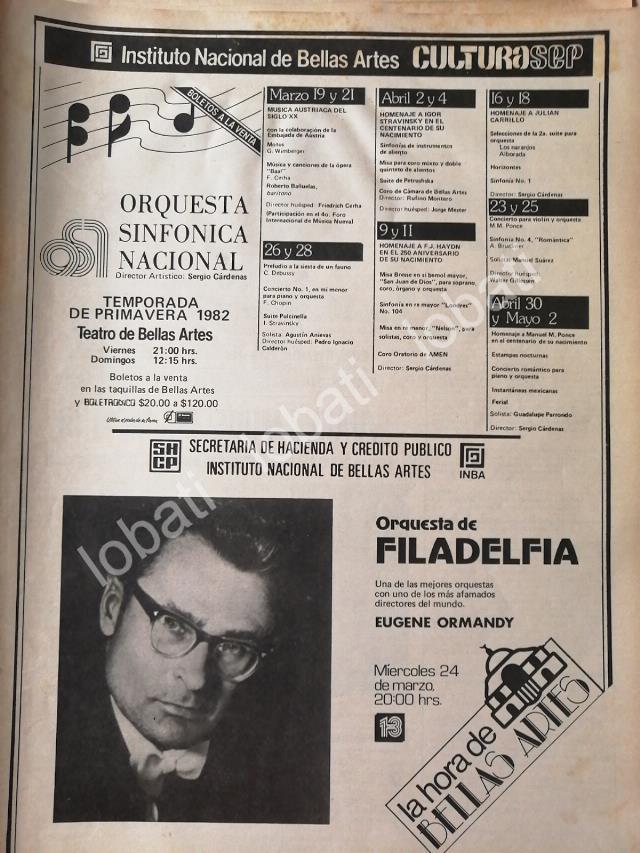 Instituto Nacional de Bellas Artes CULTURASEP
BOLETOS A LA VENTA
ORQUESTA
SINFONICA
NACIONAL
Director Artístico: Sergio Cárdenas
TEMPORADA
DE PRIMAVERA 1982
Teatro de Bellas Artes
Viernes 21:00 hrs.
Domingos 12:15 hrs.
Boletos a la venta
en las taquillas de Bellas Artes
y BOLETRONICO $20.00 a $120.00
Marzo 19 y 21
MUSICA AUSTRIACA DEL
SIGLO XX
con la colaboración de la
Embajada de Austria
Motus
G. Wimberger
Música y canciones de la ópera
"Baal"
F. Cerha
Roberto Bañuelas,
barítono
Director huésped: Friedrich Cerha
(Participación en el 4o. Foro
Internacional de Música Nueva)
26 y 28
Preludio a la siesta de un fauno
C. Debussy
Concierto No. 1, en mi menor
para piano y orquesta
F. Chopin
Suite Pulcinella
I. Stravinsky
Solista: Agustín Anievas
Director huésped: Pedro Ignacio
Calderón
Abril 2 y 4
HOMENAJE A IGOR
STRAVINSKY EN EL
CENTENARIO DE SU
NACIMIENTO
Sinfonías de instrumentos
de aliento
Misa para coro mixto y doble
quinteto de alientos
Suite de Petrushka
Coro de Cámara de Bellas Artes
Director: Rufino Montero
Director huésped: Jorge Mester
9 y 11
HOMENAJE A F.J. HAYDN
EN EL 250 ANIVERSARIO
DE SU NACIMIENTO
Misa Breve en si bemol mayor,
"San Juan de Dios", para soprano,
coro, órgano y orquesta
Sinfonía en re mayor "Londres"
No. 104
Misa en re menor, "Nelson", para
solistas, coro y orquesta
Coro Oratorio de AMEN
Director: Sergio Cárdenas
16 y 18
HOMENAJE A JULIAN
CARRILLO
Selecciones de la 2a. suite para
orquesta
Los naranjos
Alborada
Horizontes
Sinfonía No. 1
Director: Sergio Cárdenas
23 y 25
Concierto para violín y orquesta
M.M. Ponce
Sinfonía No. 4, "Romántica"
A. Bruckner
Solista: Manuel Suárez
Director huésped:
Walter Gillessen
Abril 30
y Mayo 2
Homenaje a Manuel M. Ponce
en el centenario de su nacimiento
Estampas nocturnas
Concierto romántico para
piano y orquesta
Instantáneas mexicanas
Ferial
Solista: Guadalupe Parrondo
Director: Sergio Cárdenas
SHCP SECRETARIA DE HACIENDA Y CREDITO PUBLICO
INSTITUTO NACIONAL DE BELLAS ARTES INBA
Orquesta de
FILADELFIA
Una de las mejores orquestas
con uno de los más afamados
directores del mundo.
EUGENE ORMANDY
Miércoles 24
de marzo,
20:00 hrs.
13
la hora de
BELLAS ARTES
lobati
lobati
lobati
lobati